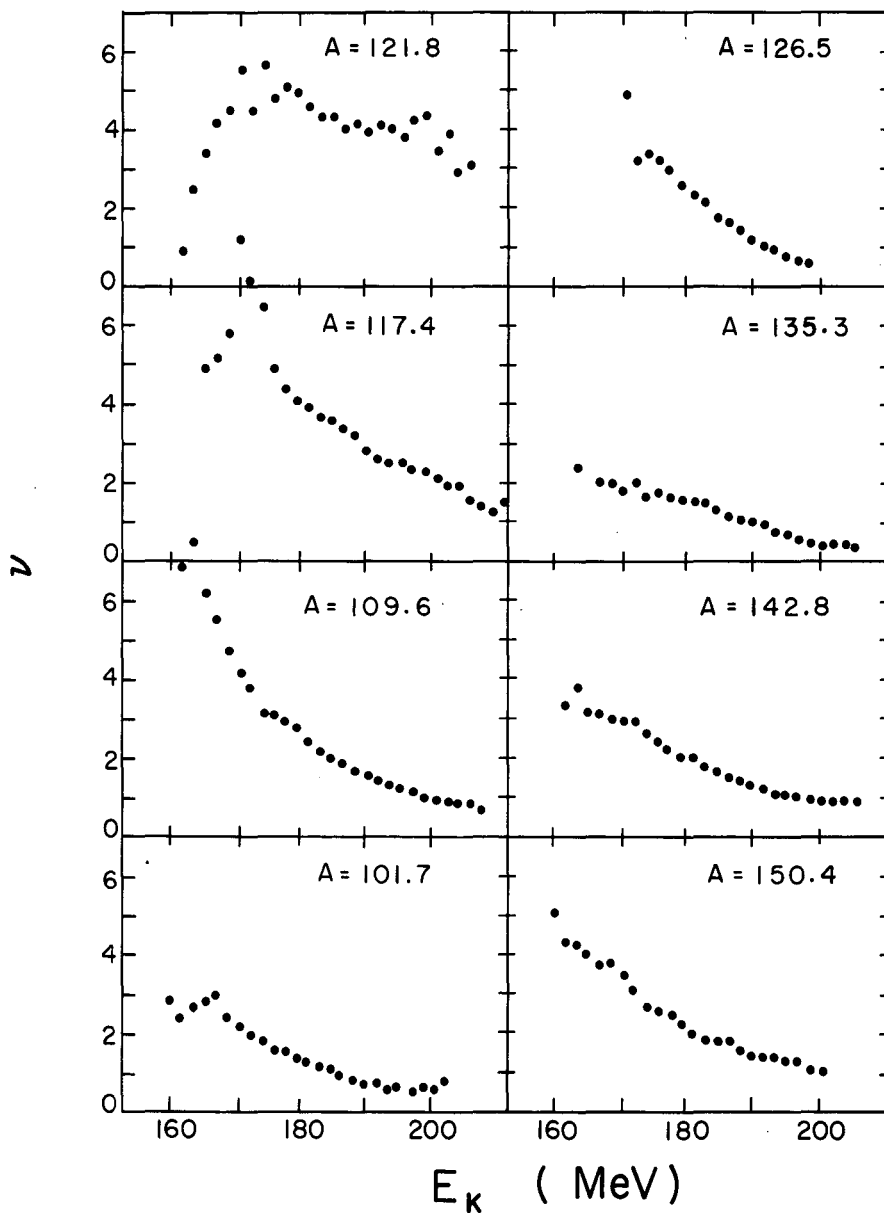 A = 121.8
A = 126.5
6
4
2
0
A = 117.4
A = 135.3
6
4
2
0
ν
A = 109.6
A = 142.8
6
4
2
0
A = 101.7
A = 150.4
6
4
2
0
160 180 200 160 180 200
E_K (MeV)